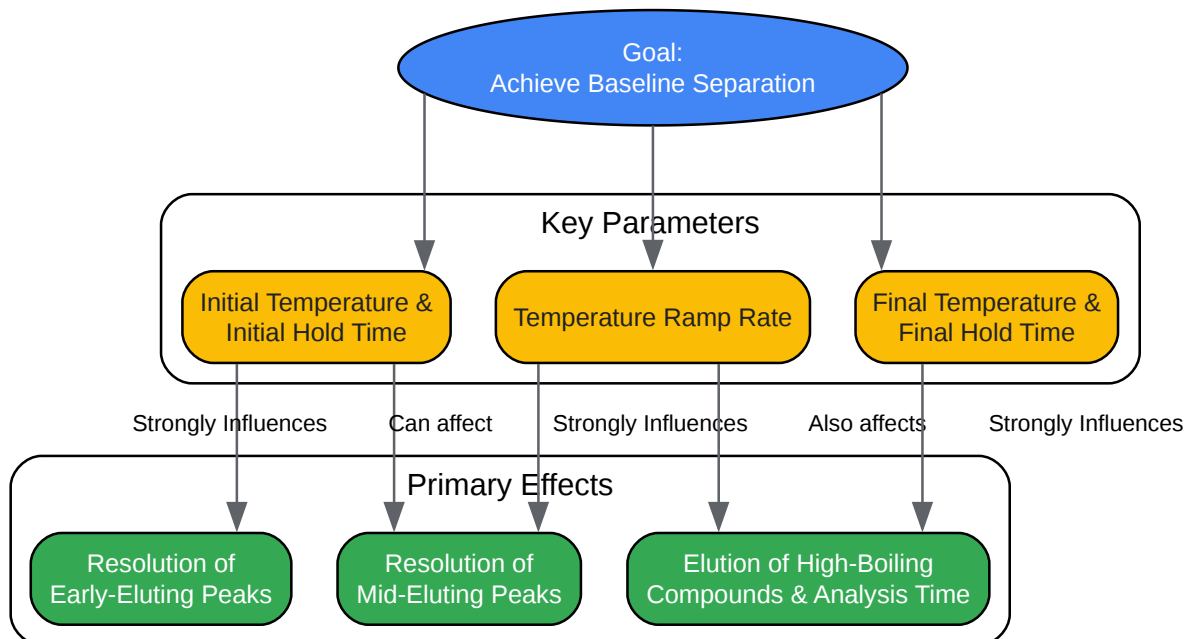 Goal:
Achieve Baseline Separation
Key Parameters
Initial Temperature &
Initial Hold Time
Temperature Ramp Rate
Final Temperature &
Final Hold Time
Strongly Influences
Can affect
Strongly Influences
Also affects
Strongly Influences
Primary Effects
Resolution of
Early-Eluting Peaks
Resolution of
Mid-Eluting Peaks
Elution of High-Boiling
Compounds & Analysis Time